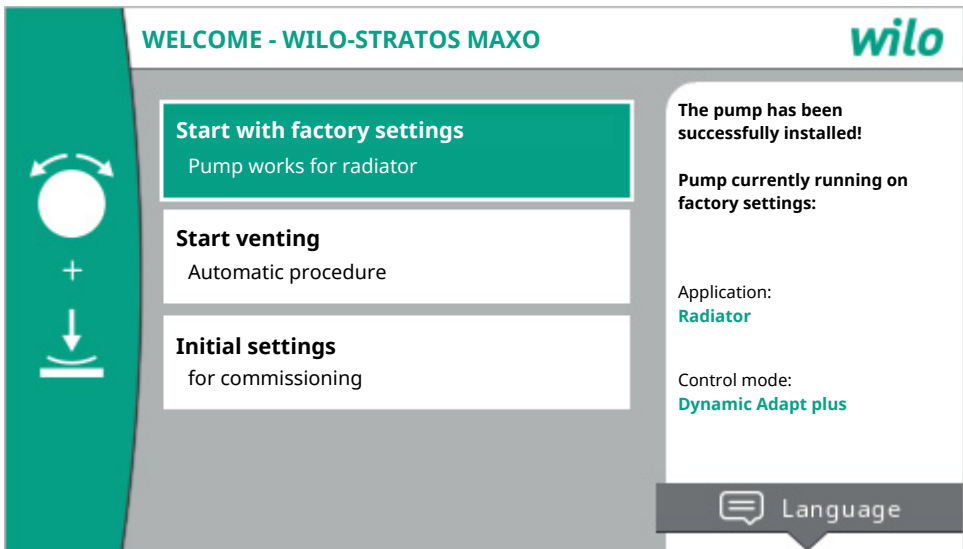 WELCOME - WILO-STRATOS MAXO
wilo
Start with factory settings
Pump works for radiator
Start venting
Automatic procedure
Initial settings
for commissioning
The pump has been
successfully installed!
Pump currently running on
factory settings:
Application:
Radiator
Control mode:
Dynamic Adapt plus
Language